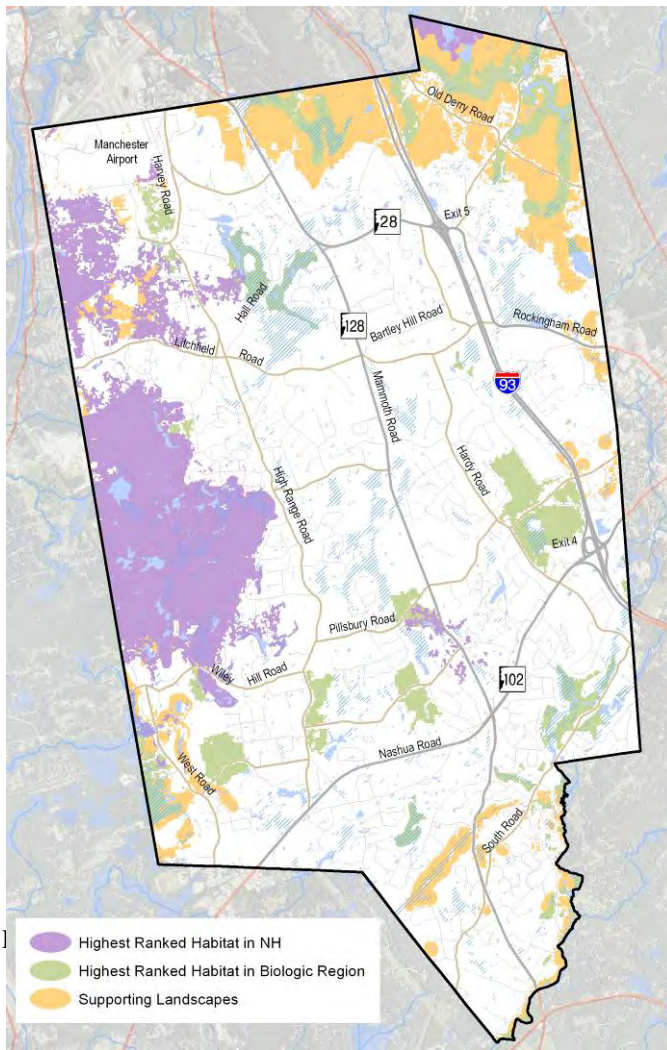 Old Derry Road
Manchester
Airport
Harvey Road
Exit 5
28
Hall Road
128
Rockingham Road
Bartley Hill Road
Litchfield
Road
93
Mammoth Road
Hardy Road
High Range Road
Exit 4
Pillsbury Road
Wiley
Hill Road
102
Nashua Road
West Road
South Road
]
Highest Ranked Habitat in NH
Highest Ranked Habitat in Biologic Region
Supporting Landscapes